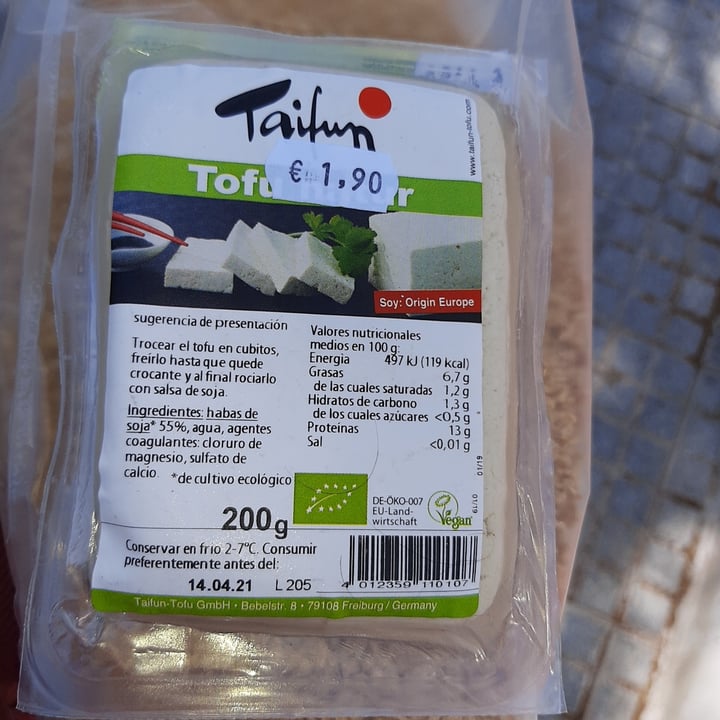 Taifun
www.taifun-tofu.com
€ 1,90
Tofu
Soy: Origin Europe
sugerencia de presentación
Trocear el tofu en cubitos,
freírlo hasta que quede
crocante y al final rociarlo
con salsa de soja.
Ingredientes: habas de
soja* 55%, agua, agentes
coagulantes: cloruro de
magnesio, sulfato de
calcio.
*de cultivo ecológico
Valores nutricionales
medios en 100 g:
Energía 497 kJ (119 kcal)
Grasas 6,7 g
de las cuales saturadas 1,2 g
Hidratos de carbono 1,3 g
de los cuales azúcares <0,5 g
Proteínas 13 g
Sal <0,01 g
01/19
200g
DE-ÖKO-007
EU-Land-
wirtschaft
Vegan
Conservar en frío 2-7°C. Consumir
preferentemente antes del:
14.04.21 L 205
4 012359 110107
Taifun-Tofu GmbH • Bebelstr. 8 • 79108 Freiburg / Germany